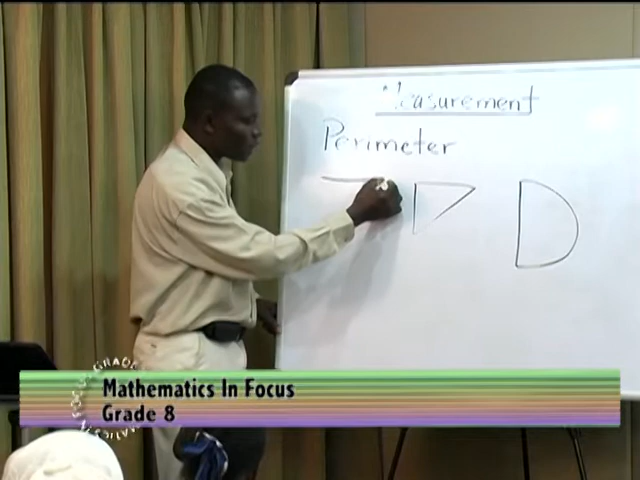 Measurement
Perimeter
Mathematics In Focus
Grade 8